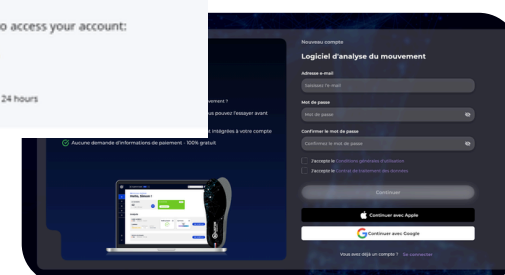 o access your account:
24 hours
vement ?
us pouvez l'essayer avant
t intégrées à votre compte
Aucune demande d'informations de paiement - 100% gratuit
Nouveau compte
Logiciel d'analyse du mouvement
Adresse e-mail
Saisissez l'e-mail
Mot de passe
Mot de passe
Confirmer le mot de passe
Confirmez le mot de passe
J'accepte le Conditions générales d'utilisation
J'accepte le Contrat de traitement des données
Continuer
Continuer avec Apple
Continuer avec Google
Vous avez déjà un compte ? Se connecter